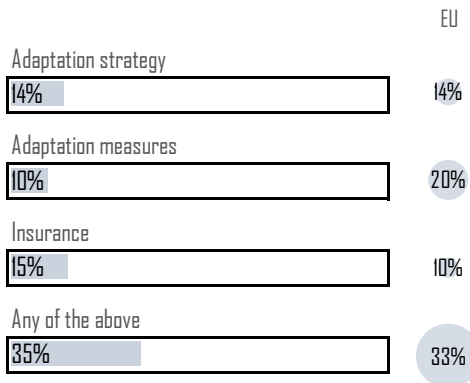 EU
Adaptation strategy
14% 14%
Adaptation measures
10% 20%
Insurance
15% 10%
Any of the above
35% 33%